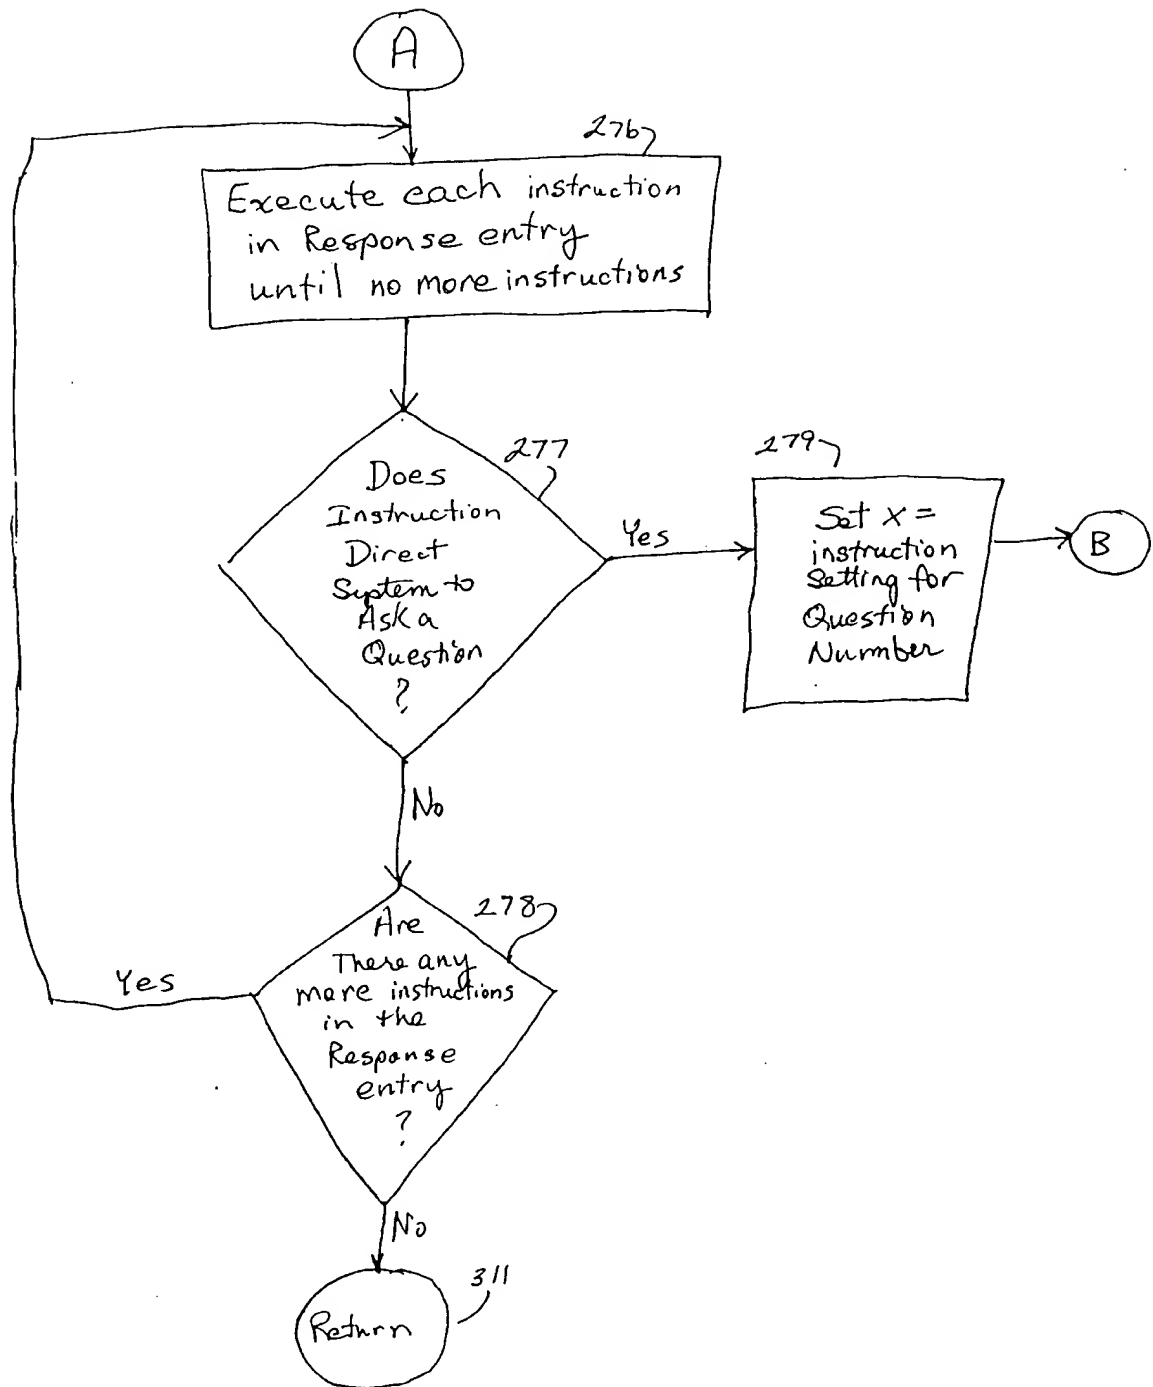 A
276
Execute each instruction
in Response entry
until no more instructions
277
Does
Instruction
Direct
System to
Ask a
Question
?
Yes
279
Set X =
instruction
Setting for
Question
Number
B
No
278
Are
There any
more instructions
in the
Response
entry
?
Yes
No
Return
311